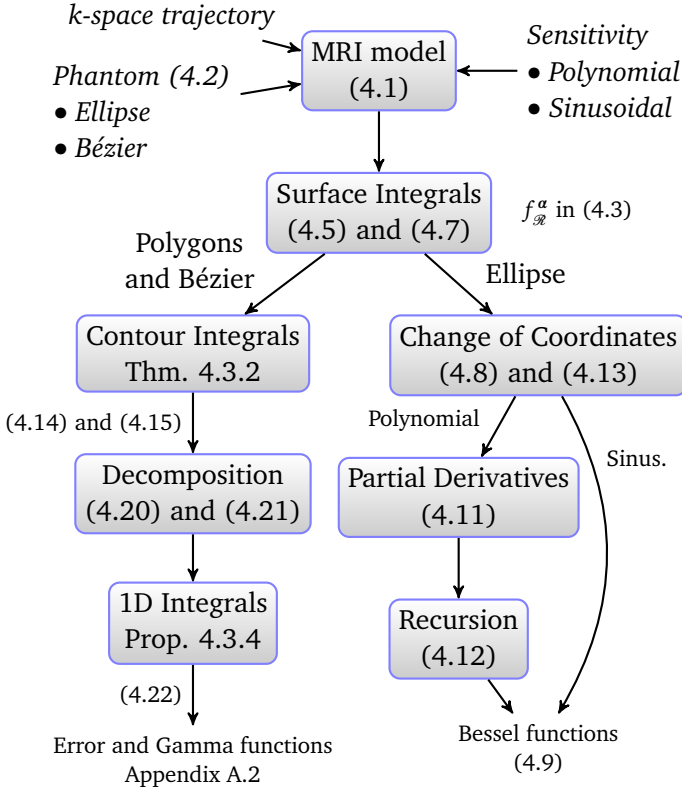 k-space trajectory
MRI model
(4.1)
Sensitivity
• Polynomial
• Sinusoidal
Phantom (4.2)
• Ellipse
• Bézier
Surface Integrals
(4.5) and (4.7)
f_ℛ^α in (4.3)
Polygons
and Bézier
Ellipse
Contour Integrals
Thm. 4.3.2
Change of Coordinates
(4.8) and (4.13)
(4.14) and (4.15)
Polynomial
Sinus.
Decomposition
(4.20) and (4.21)
Partial Derivatives
(4.11)
1D Integrals
Prop. 4.3.4
Recursion
(4.12)
(4.22)
Error and Gamma functions
Appendix A.2
Bessel functions
(4.9)